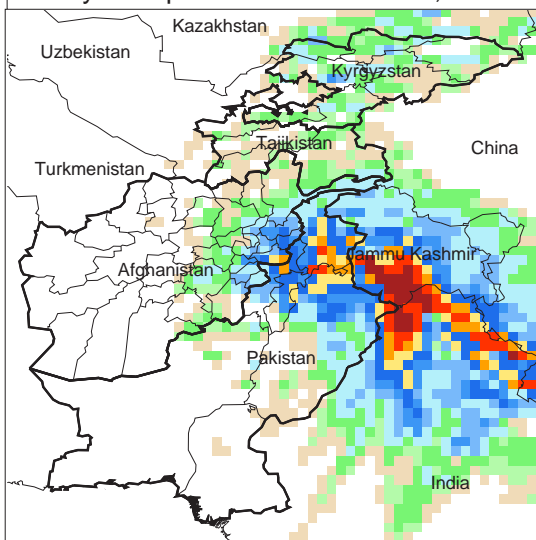 Kazakhstan
Uzbekistan
Kyrgyzstan
Tajikistan
China
Turkmenistan
Jammu Kashmir
Afghanistan
Pakistan
India